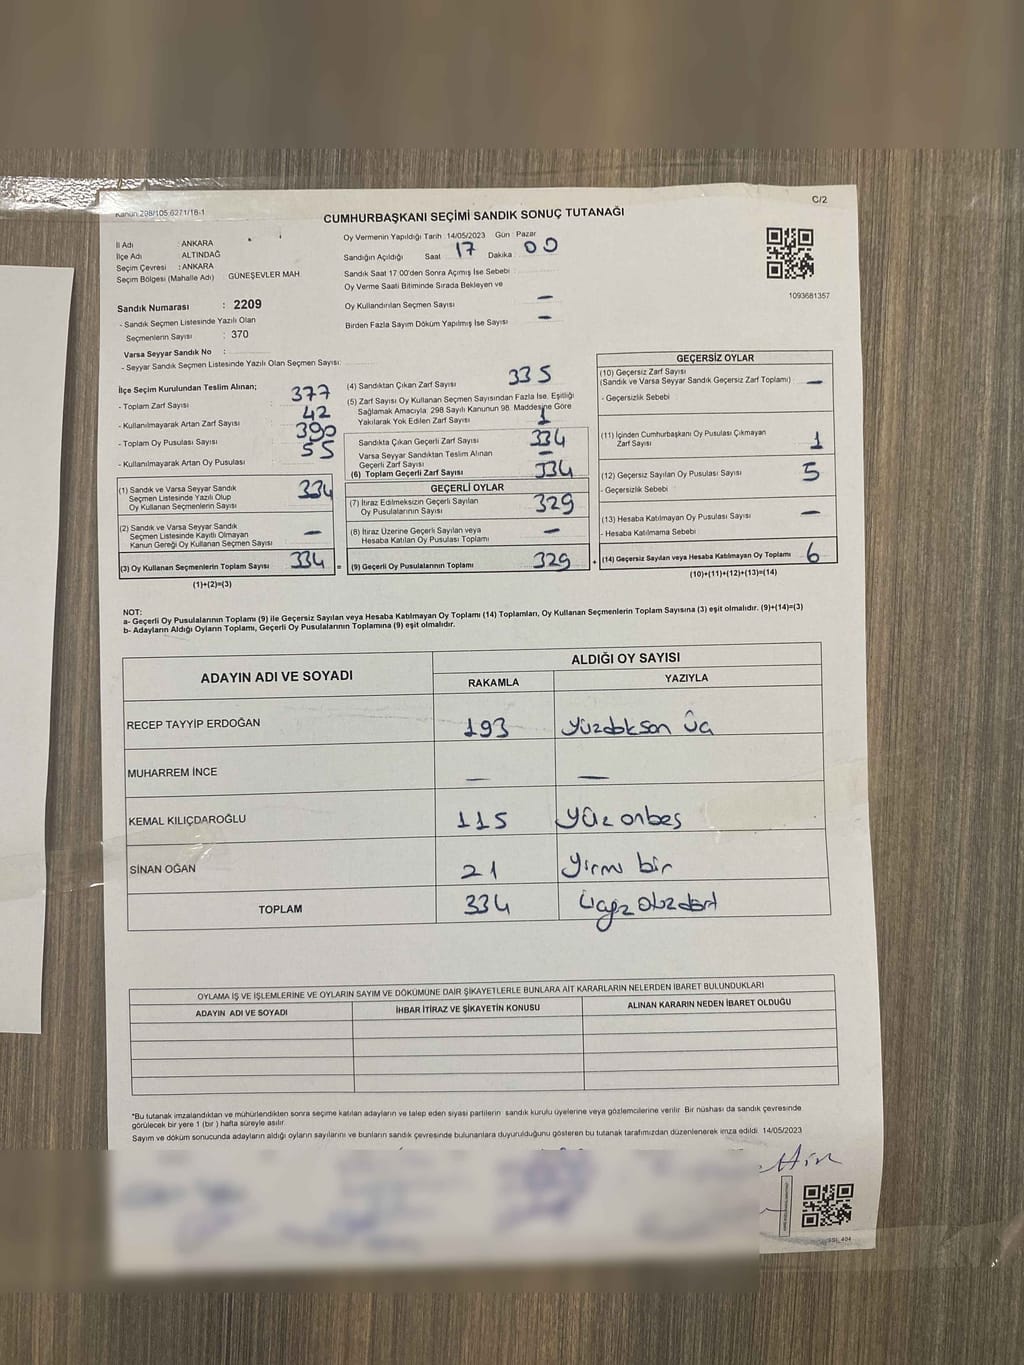 Kanun 298/105 6271/18-1
C/2
CUMHURBAŞKANI SEÇİMİ SANDIK SONUÇ TUTANAĞI
İl Adı : ANKARA
İlçe Adı ALTINDAĞ
Seçim Çevresi : ANKARA
Seçim Bölgesi (Mahalle Adı) GÜNEŞEVLER MAH.
Oy Vermenin Yapıldığı Tarih : 14/05/2023 Gün : Pazar
Sandığın Açıldığı Saat 17 Dakika 00
Sandık Saat 17 00'den Sonra Açımış İse Sebebi
Oy Verme Saati Bitiminde Sırada Bekleyen ve
Oy Kullandırılan Seçmen Sayısı : —
Birden Fazla Sayım Döküm Yapılmış İse Sayısı : —
1093681357
Sandık Numarası : 2209
- Sandık Seçmen Listesinde Yazılı Olan
Seçmenlerin Sayısı : 370
Varsa Seyyar Sandık No :
- Seyyar Sandık Seçmen Listesinde Yazılı Olan Seçmen Sayısı:
İlçe Seçim Kurulundan Teslim Alınan;
- Toplam Zarf Sayısı : 377
- Kullanılmayarak Artan Zarf Sayısı : 42
- Toplam Oy Pusulası Sayısı : 390
- Kullanılmayarak Artan Oy Pusulası : 55
(1) Sandık ve Varsa Seyyar Sandık
Seçmen Listesinde Yazılı Olup
Oy Kullanan Seçmenlerin Sayısı 334
(2) Sandık ve Varsa Seyyar Sandık
Seçmen Listesinde Kayıtlı Olmayan
Kanun Gereği Oy Kullanan Seçmen Sayısı —
(3) Oy Kullanan Seçmenlerin Toplam Sayısı 334 =
(1)+(2)=(3)
(4) Sandıktan Çıkan Zarf Sayısı 335
(5) Zarf Sayısı Oy Kullanan Seçmen Sayısından Fazla İse, Eşitliği
Sağlamak Amacıyla: 298 Sayılı Kanunun 98. Maddesine Göre
Yakılarak Yok Edilen Zarf Sayısı 1
Sandıkta Çıkan Geçerli Zarf Sayısı 334
Varsa Seyyar Sandıktan Teslim Alınan
Geçerli Zarf Sayısı —
(6) Toplam Geçerli Zarf Sayısı 334
GEÇERLİ OYLAR
(7) İtiraz Edilmeksizin Geçerli Sayılan
Oy Pusulalarının Sayısı 329
(8) İtiraz Üzerine Geçerli Sayılan veya
Hesaba Katılan Oy Pusulası Toplamı —
(9) Geçerli Oy Pusulalarının Toplamı 329 +
GEÇERSİZ OYLAR
(10) Geçersiz Zarf Sayısı
(Sandık ve Varsa Seyyar Sandık Geçersiz Zarf Toplamı) —
- Geçersizlik Sebebi
(11) İçinden Cumhurbaşkanı Oy Pusulası Çıkmayan
Zarf Sayısı 1
(12) Geçersiz Sayılan Oy Pusulası Sayısı 5
- Geçersizlik Sebebi
(13) Hesaba Katılmayan Oy Pusulası Sayısı —
- Hesaba Katılmama Sebebi
(14) Geçersiz Sayılan veya Hesaba Katılmayan Oy Toplamı 6
(10)+(11)+(12)+(13)=(14)
NOT:
a- Geçerli Oy Pusulalarının Toplamı (9) ile Geçersiz Sayılan veya Hesaba Katılmayan Oy Toplamı (14) Toplamları, Oy Kullanan Seçmenlerin Toplam Sayısına (3) eşit olmalıdır. (9)+(14)=(3)
b- Adayların Aldığı Oyların Toplamı, Geçerli Oy Pusulalarının Toplamına (9) eşit olmalıdır.
ADAYIN ADI VE SOYADI
ALDIĞI OY SAYISI
RAKAMLA YAZIYLA
RECEP TAYYİP ERDOĞAN 193 yüzdokson üç
MUHARREM İNCE — —
KEMAL KILIÇDAROĞLU 115 yüz onbeş
SİNAN OĞAN 21 yirmi bir
TOPLAM 334
OYLAMA İŞ VE İŞLEMLERİNE VE OYLARIN SAYIM VE DÖKÜMÜNE DAİR ŞİKAYETLERLE BUNLARA AİT KARARLARIN NELERDEN İBARET BULUNDUKLARI
ADAYIN ADI VE SOYADI İHBAR İTİRAZ VE ŞİKAYETİN KONUSU ALINAN KARARIN NEDEN İBARET OLDUĞU
*Bu tutanak imzalandıktan ve mühürlendikten sonra seçime katılan adayların ve talep eden siyasi partilerin sandık kurulu üyelerine veya gözlemcilerine verilir. Bir nüshası da sandık çevresinde
görülecek bir yere 1 (bir ) hafta süreyle asılır.
Sayım ve döküm sonucunda adayların aldığı oyların sayılarını ve bunların sandık çevresinde bulunanlara duyurulduğunu gösteren bu tutanak tarafımızdan düzenlenerek imza edildi. 14/05/2023